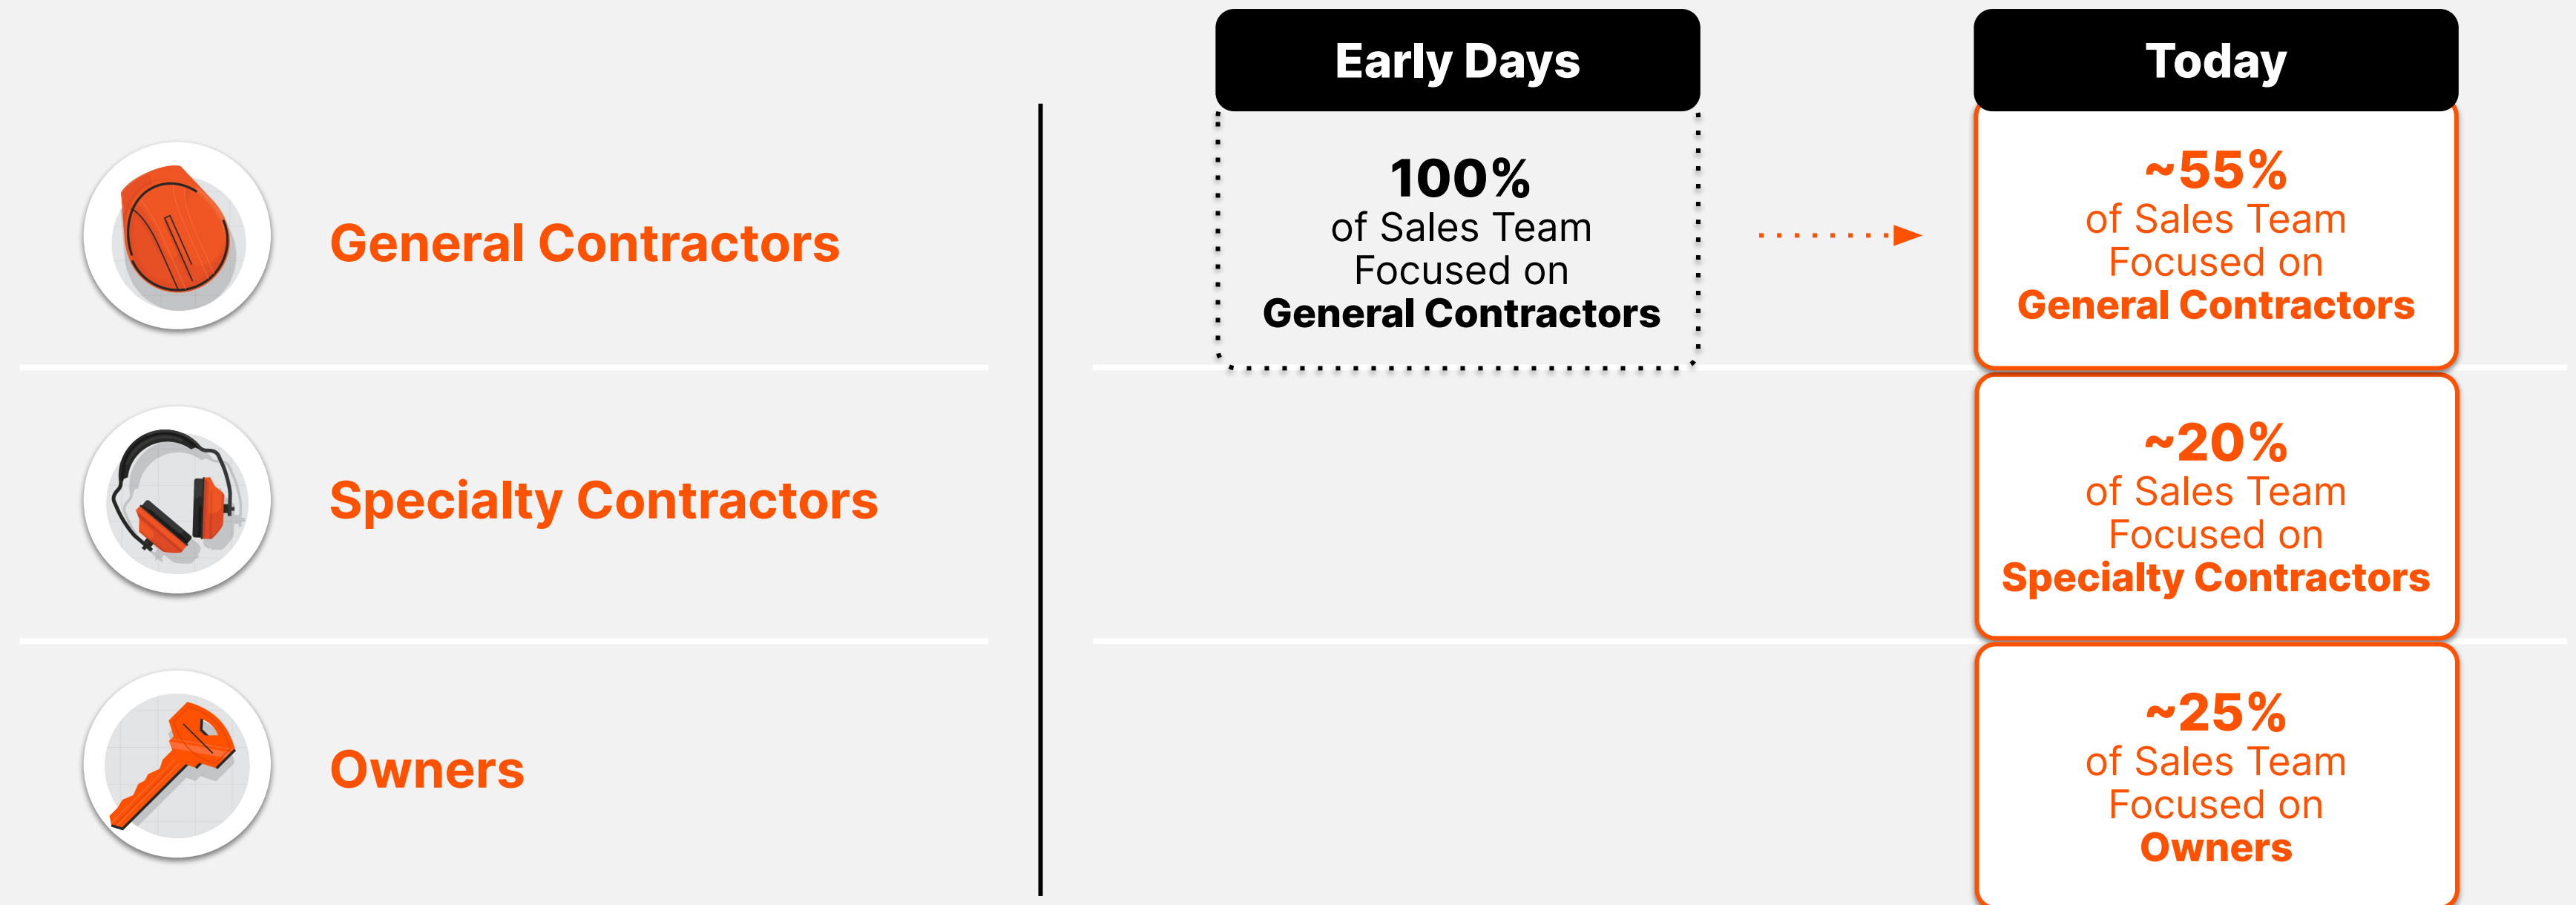 Early Days
Today
General Contractors
100%
of Sales Team
Focused on
General Contractors
~55%
of Sales Team
Focused on
General Contractors
Specialty Contractors
~20%
of Sales Team
Focused on
Specialty Contractors
Owners
~25%
of Sales Team
Focused on
Owners